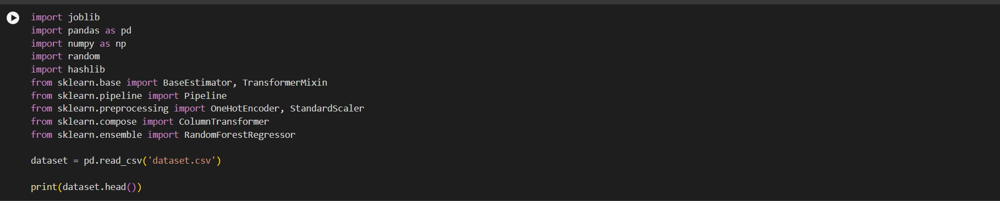 import joblib
import pandas as pd
import numpy as np
import random
import hashlib
from sklearn.base import BaseEstimator, TransformerMixin
from sklearn.pipeline import Pipeline
from sklearn.preprocessing import OneHotEncoder, StandardScaler
from sklearn.compose import ColumnTransformer
from sklearn.ensemble import RandomForestRegressor
dataset = pd.read_csv('dataset.csv')
print(dataset.head())